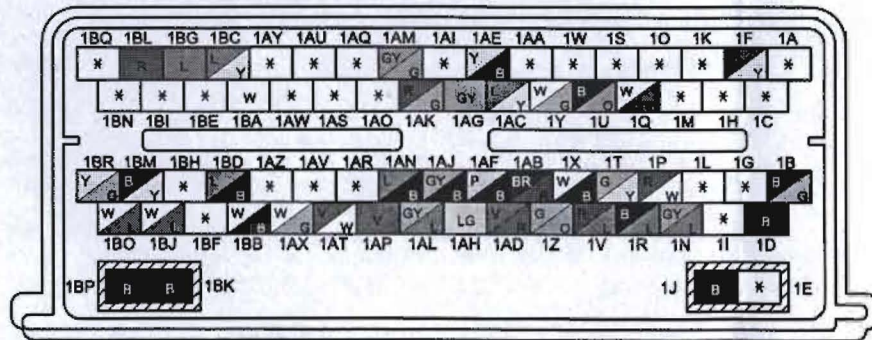 1BQ 1BL 1BG 1BC 1AY 1AU 1AQ 1AM 1AI 1AE 1AA 1W 1S 1O 1K 1F 1A
* R L L Y * * * GY G * Y B * * * * * Y *
* * * W * * * R G GY L Y W G B O W * * *
1BN 1BI 1BE 1BA 1AW 1AS 1AO 1AK 1AG 1AC 1Y 1U 1Q 1M 1H 1C
1BR 1BM 1BH 1BD 1AZ 1AV 1AR 1AN 1AJ 1AF 1AB 1X 1T 1P 1L 1G 1B
Y G B Y * L B * * * L B GY B P B BR W B G Y R W * * B G
W L W L * W B W G V W V GY L LG V R G O R L B L GY L * B
1BO 1BJ 1BF 1BB 1AX 1AT 1AP 1AL 1AH 1AD 1Z 1V 1R 1N 1I 1D
1BP B B 1BK 1J B * 1E